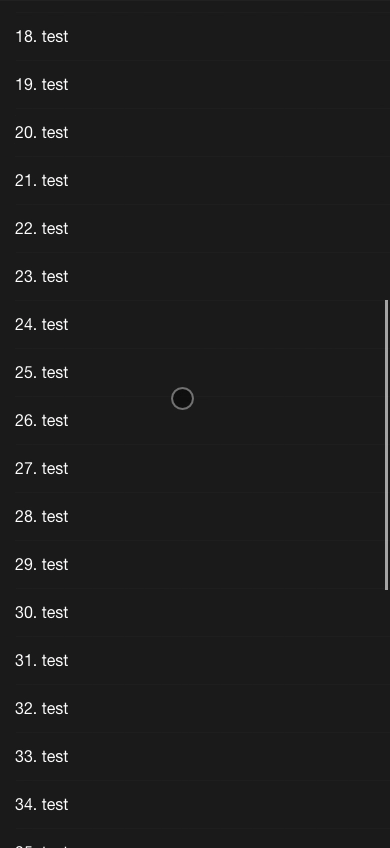 18. test
19. test
20. test
21. test
22. test
23. test
24. test
25. test
26. test
27. test
28. test
29. test
30. test
31. test
32. test
33. test
34. test